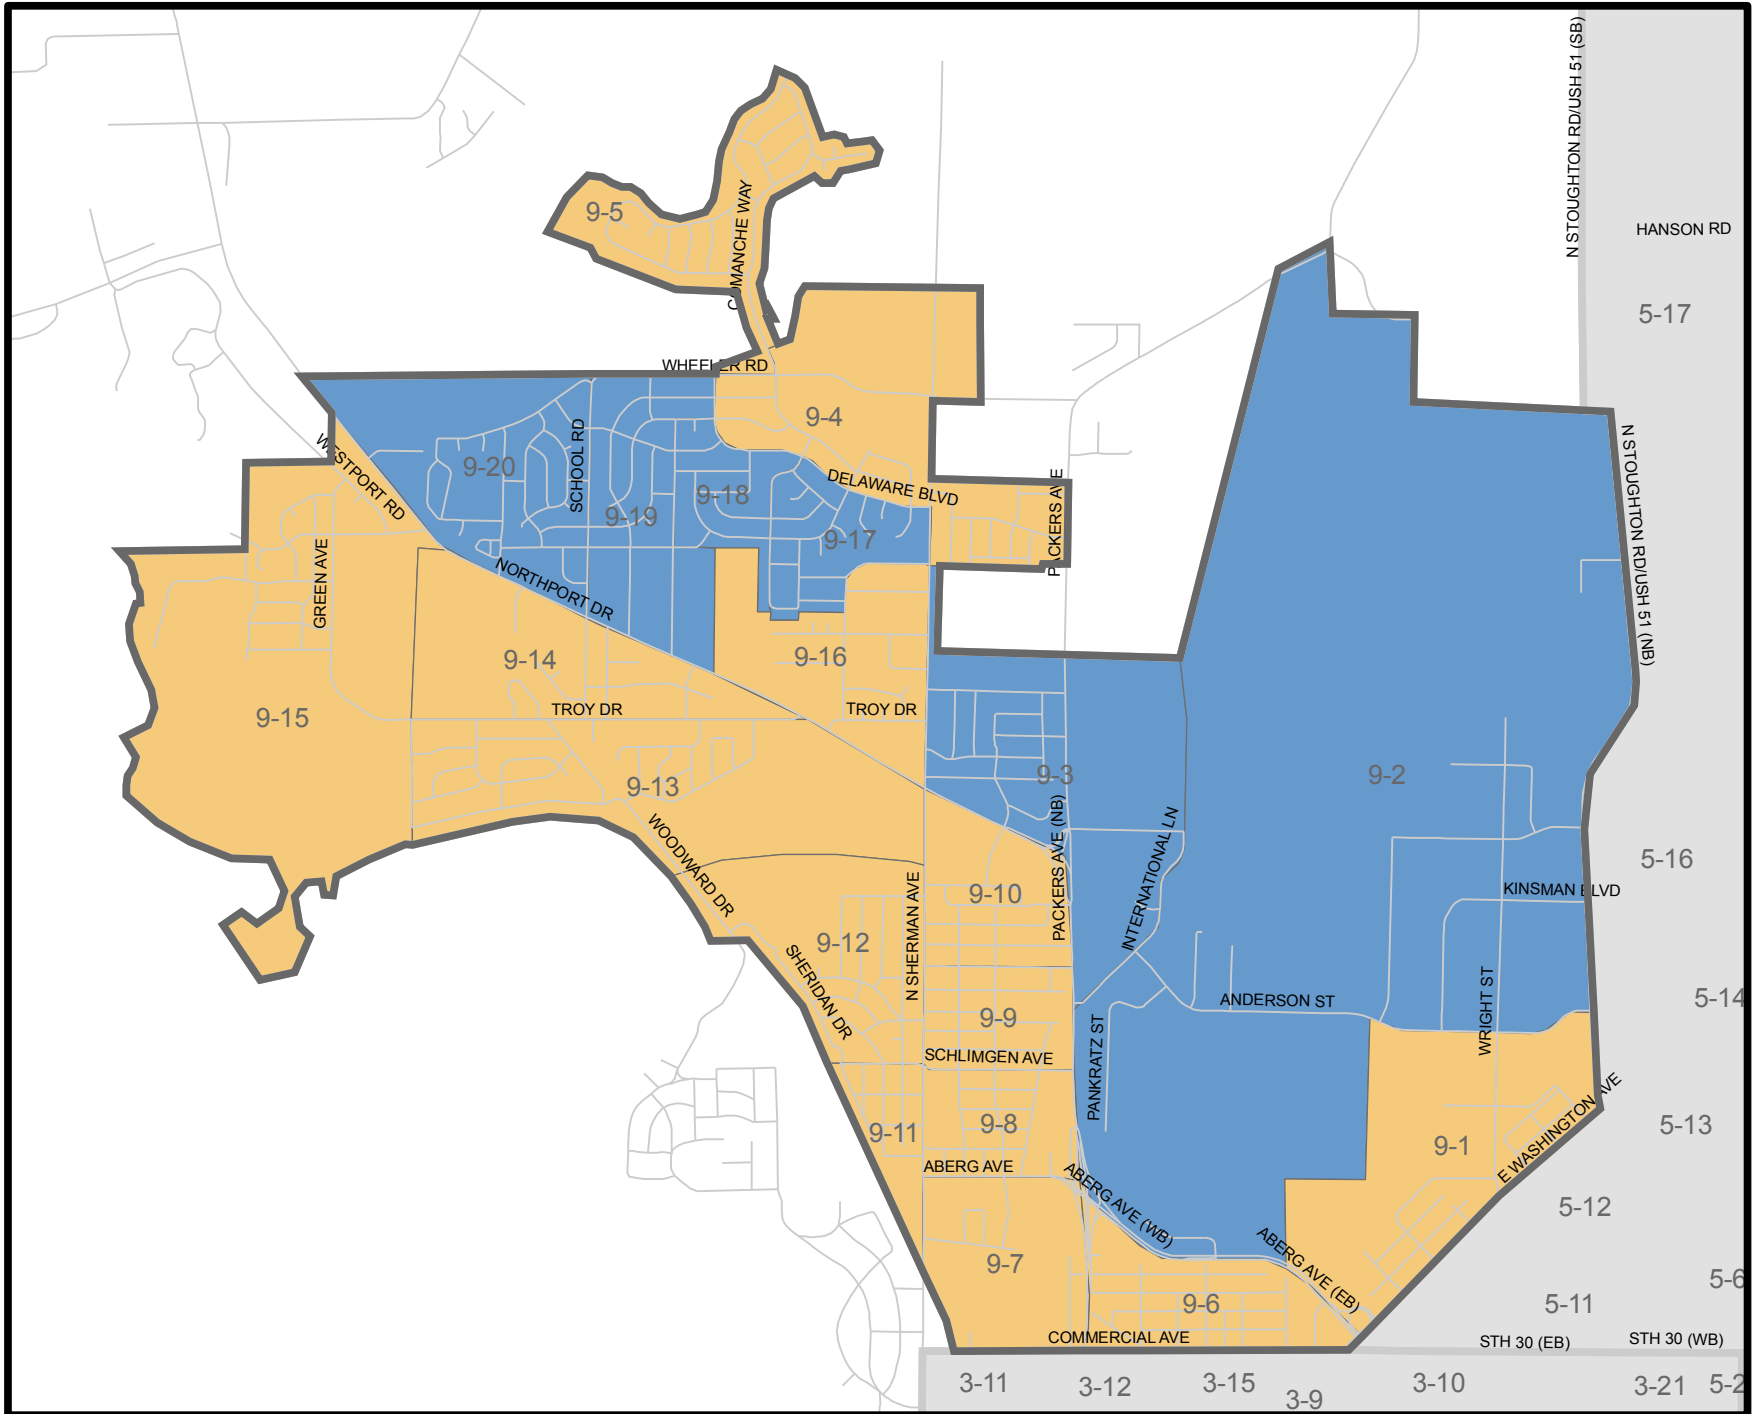 N STOUGHTON RD/USH 51 (SB)
HANSON RD
5-17
9-5
COMANCHE WAY
WHEELER RD
9-4
WESTPORT RD
9-20
SCHOOL RD
9-19
9-18
DELAWARE BLVD
9-17
PACKERS AVE
N STOUGHTON RD/USH 51 (NB)
GREEN AVE
NORTHPORT DR
9-14
9-16
9-15
TROY DR
TROY DR
9-13
9-3
9-2
WOODWARD DR
PACKERS AVE (NB)
INTERNATIONAL LN
5-16
KINSMAN BLVD
9-10
N SHERMAN AVE
9-12
SHERIDAN DR
9-9
ANDERSON ST
WRIGHT ST
5-14
SCHLIMGEN AVE
PANKRATZ ST
9-11
9-8
9-1
E WASHINGTON AVE
5-13
ABERG AVE
ABERG AVE (WB)
5-12
9-7
ABERG AVE (EB)
9-6
5-11
5-6
COMMERCIAL AVE
STH 30 (EB)
STH 30 (WB)
3-11
3-12
3-15
3-9
3-10
3-21
5-2